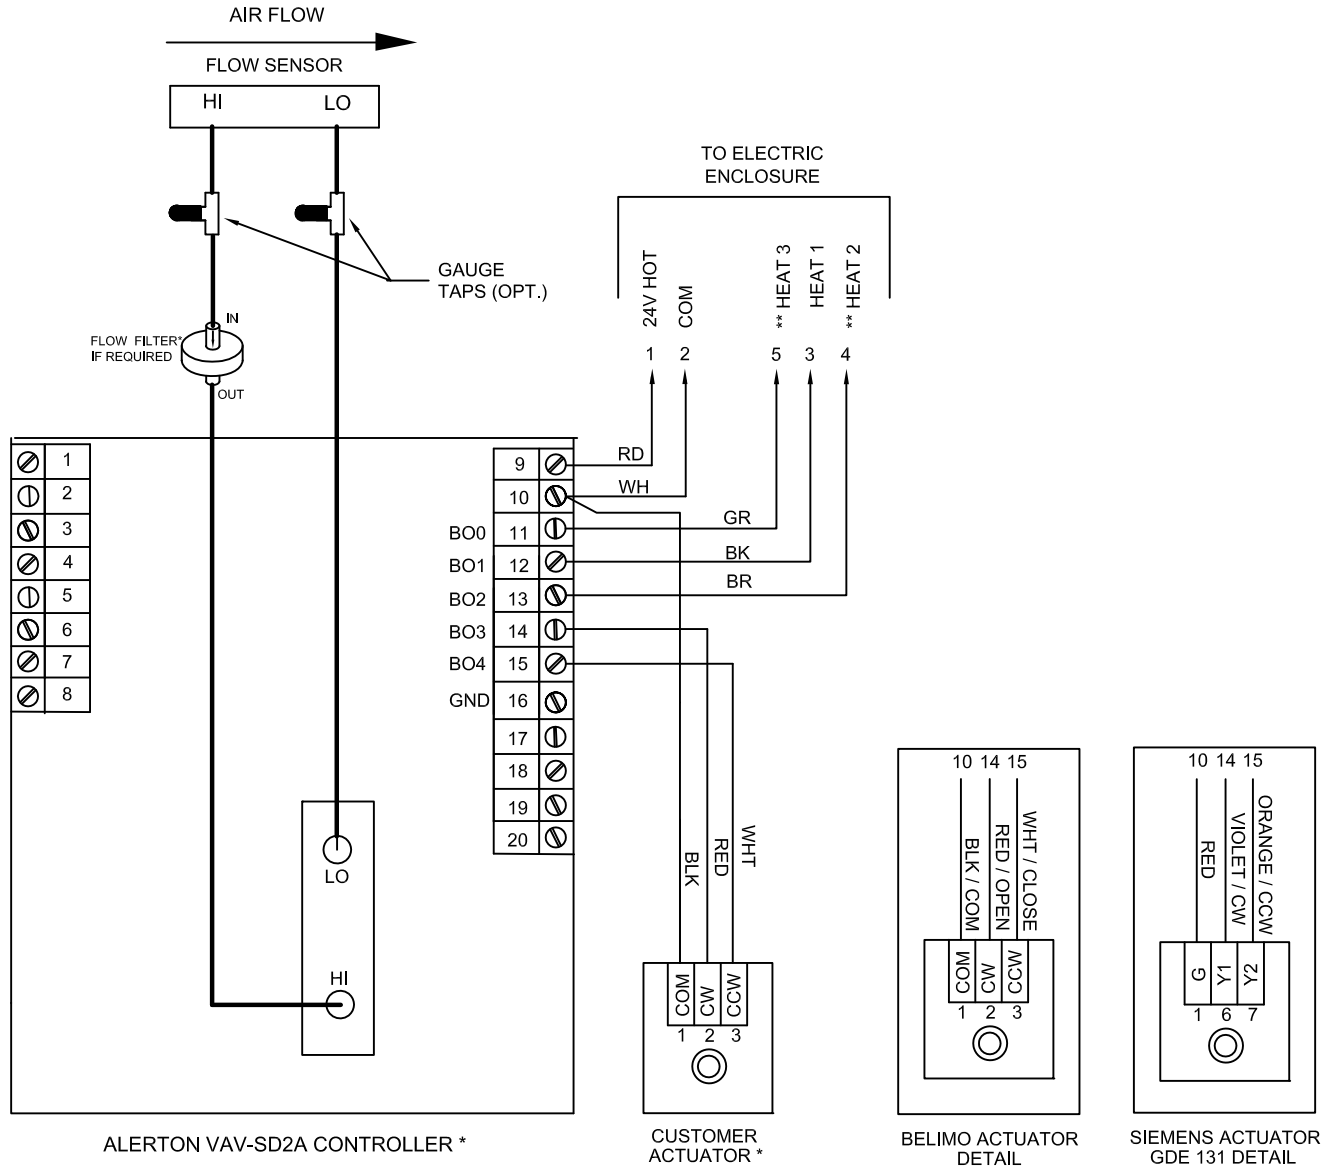 AIR FLOW
FLOW SENSOR
HI
LO
TO ELECTRIC
ENCLOSURE
24V HOT
COM
** HEAT 3
HEAT 1
** HEAT 2
1
2
5
3
4
GAUGE
TAPS (OPT.)
IN
FLOW FILTER*
IF REQUIRED
OUT
1
2
3
4
5
6
7
8
9
10
BO0 11
BO1 12
BO2 13
BO3 14
BO4 15
GND 16
17
18
19
20
RD
WH
GR
BK
BR
LO
HI
BLK
RED
WHT
COM
CW
CCW
1
2
3
10 14 15
BLK / COM
RED / OPEN
WHT / CLOSE
COM
CW
CCW
1
2
3
10 14 15
RED
VIOLET / CW
ORANGE / CCW
G
Y1
Y2
1
6
7
ALERTON VAV-SD2A CONTROLLER *
CUSTOMER
ACTUATOR *
BELIMO ACTUATOR
DETAIL
SIEMENS ACTUATOR
GDE 131 DETAIL